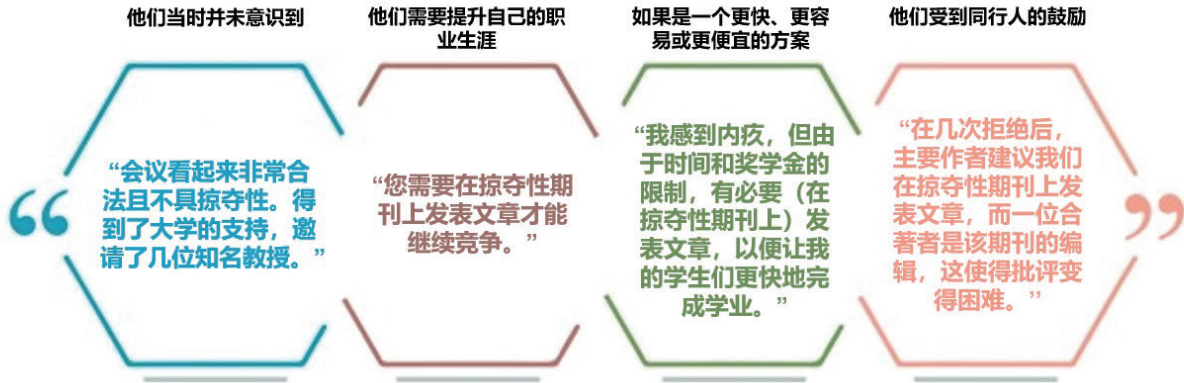 他们当时并未意识到
他们需要提升自己的职
业生涯
如果是一个更快、更容
易或更便宜的方案
他们受到同行人的鼓励
“会议看起来非常合
法且不具掠夺性。得
到了大学的支持，邀
请了几位知名教授。”
“您需要在掠夺性期
刊上发表文章才能
继续竞争。”
“我感到内疚，但由
于时间和奖学金的
限制，有必要（在
掠夺性期刊上）发
表文章，以便让我
的学生们更快地完
成学业。”
“在几次拒绝后，
主要作者建议我们
在掠夺性期刊上发
表文章，而一位合
著者是该期刊的编
辑，这使得批评变
得困难。’’